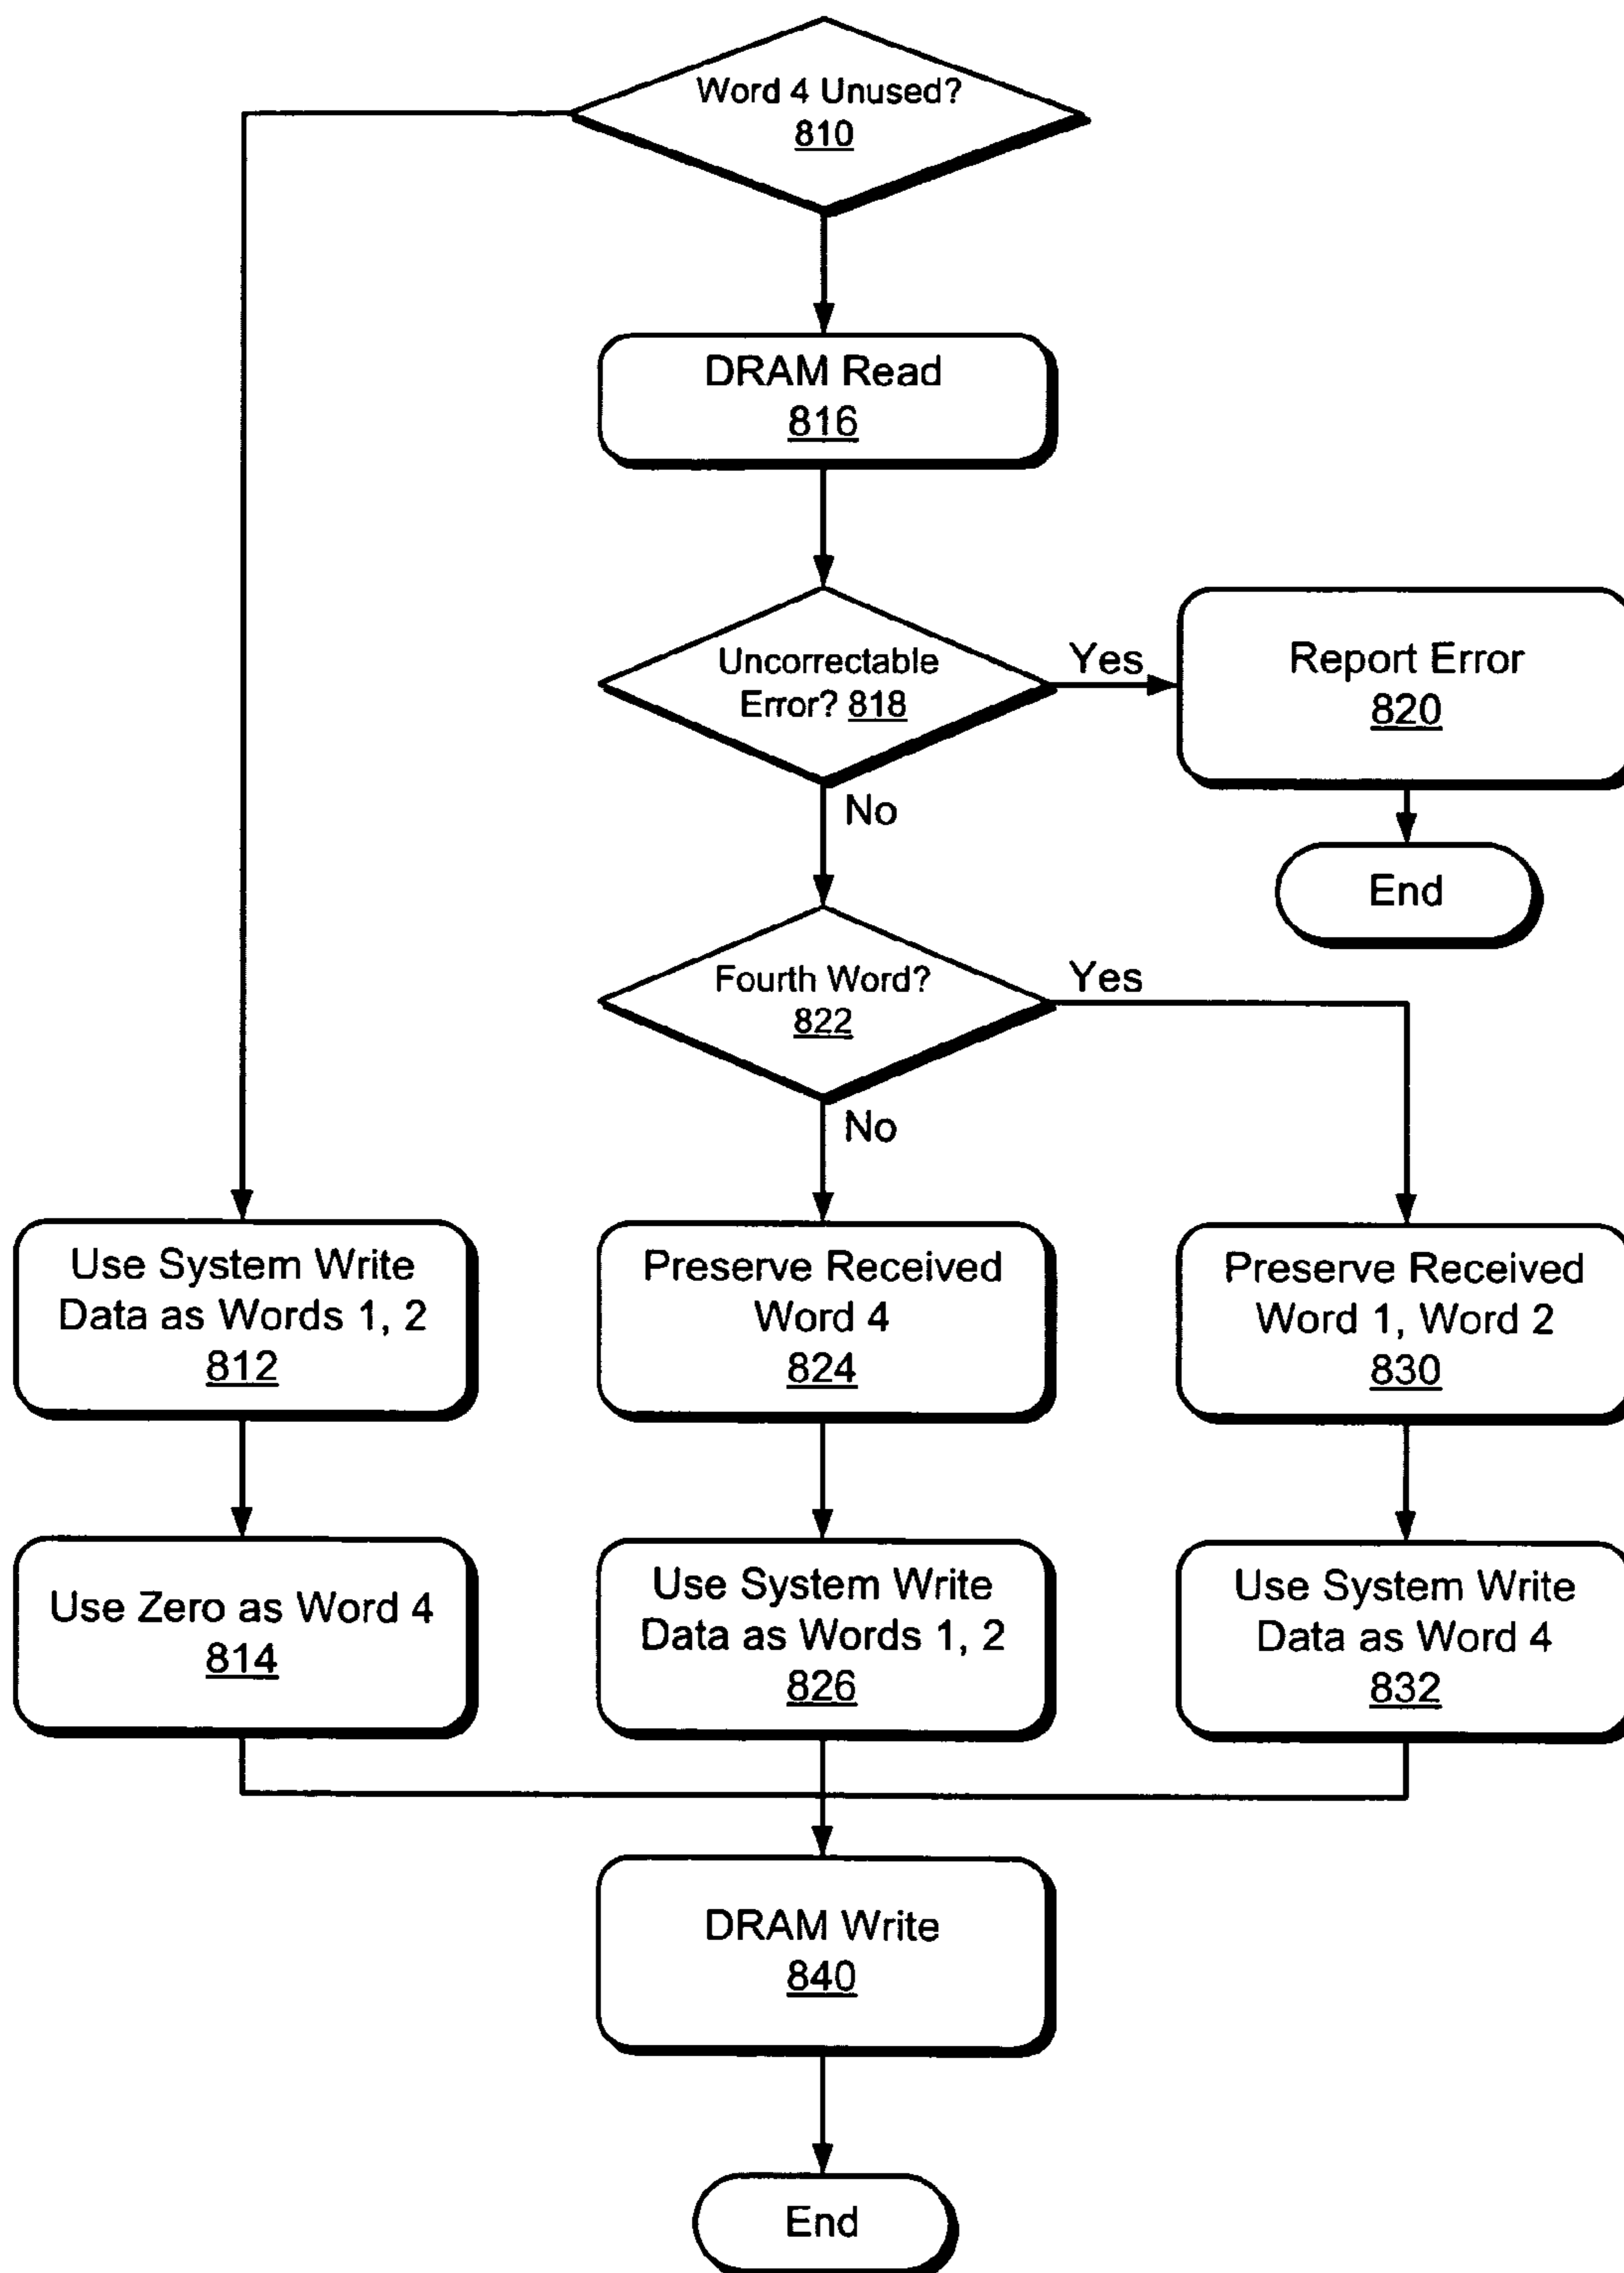 Word 4 Unused?
810
DRAM Read
816
Uncorrectable
Error? 818
Yes
Report Error
820
No
End
Fourth Word?
822
Yes
No
Use System Write
Data as Words 1, 2
812
Preserve Received
Word 4
824
Preserve Received
Word 1, Word 2
830
Use Zero as Word 4
814
Use System Write
Data as Words 1, 2
826
Use System Write
Data as Word 4
832
DRAM Write
840
End